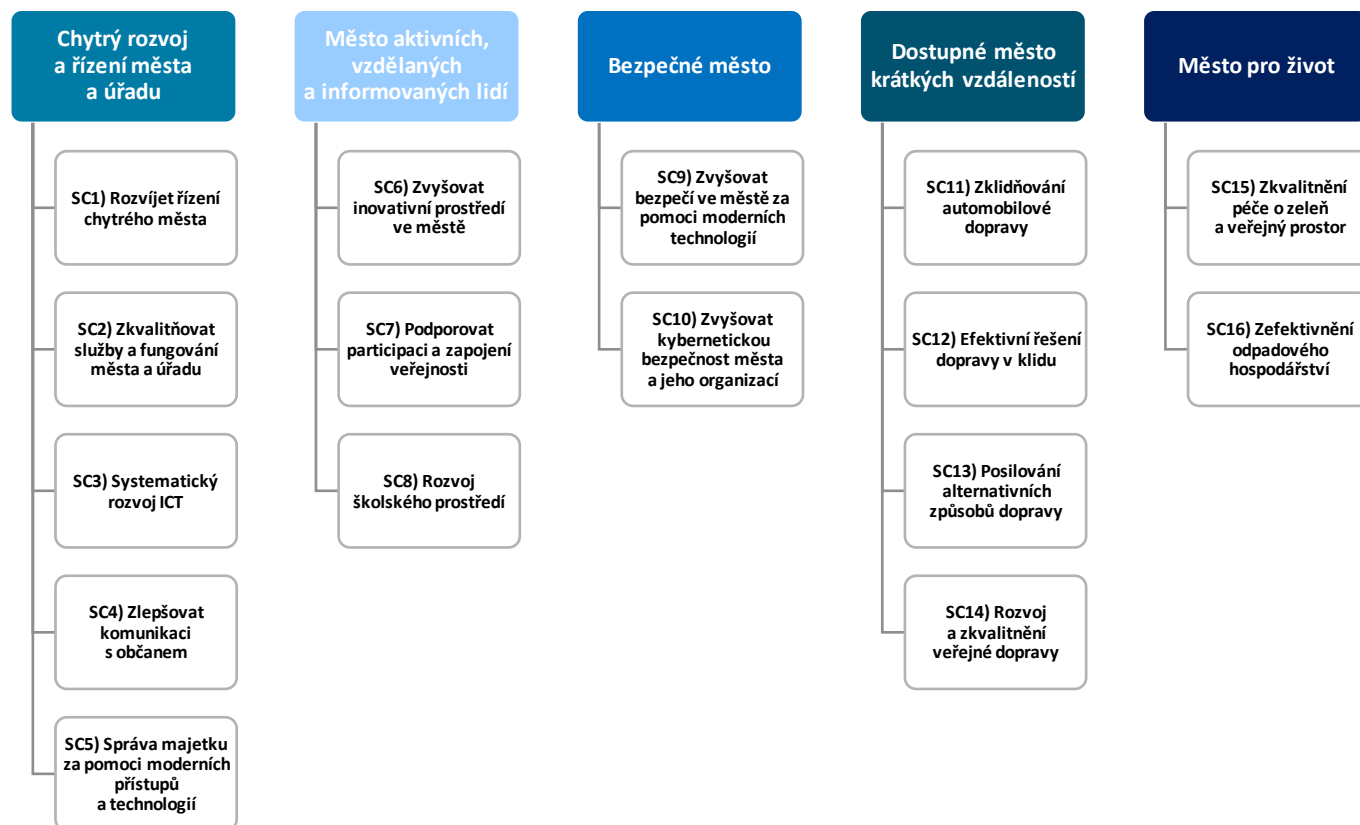 Chytrý rozvoj
a řízení města
a úřadu
SC1) Rozvíjet řízení
chytrého města
SC2) Zkvalitňovat
služby a fungování
města a úřadu
SC3) Systematický
rozvoj ICT
SC4) Zlepšovat
komunikaci
s občanem
SC5) Správa majetku
za pomoci moderních
přístupů
a technologií
Město aktivních,
vzdělaných
a informovaných lidí
SC6) Zvyšovat
inovativní prostředí
ve městě
SC7) Podporovat
participaci a zapojení
veřejnosti
SC8) Rozvoj
školského prostředí
Bezpečné město
SC9) Zvyšovat
bezpečí ve městě za
pomoci moderních
technologií
SC10) Zvyšovat
kybernetickou
bezpečnost města
a jeho organizací
Dostupné město
krátkých vzdáleností
SC11) Zklidňování
automobilové
dopravy
SC12) Efektivní řešení
dopravy v klidu
SC13) Posilování
alternativních
způsobů dopravy
SC14) Rozvoj
a zkvalitnění
veřejné dopravy
Město pro život
SC15) Zkvalitnění
péče o zeleň
a veřejný prostor
SC16) Zefektivnění
odpadového
hospodářství